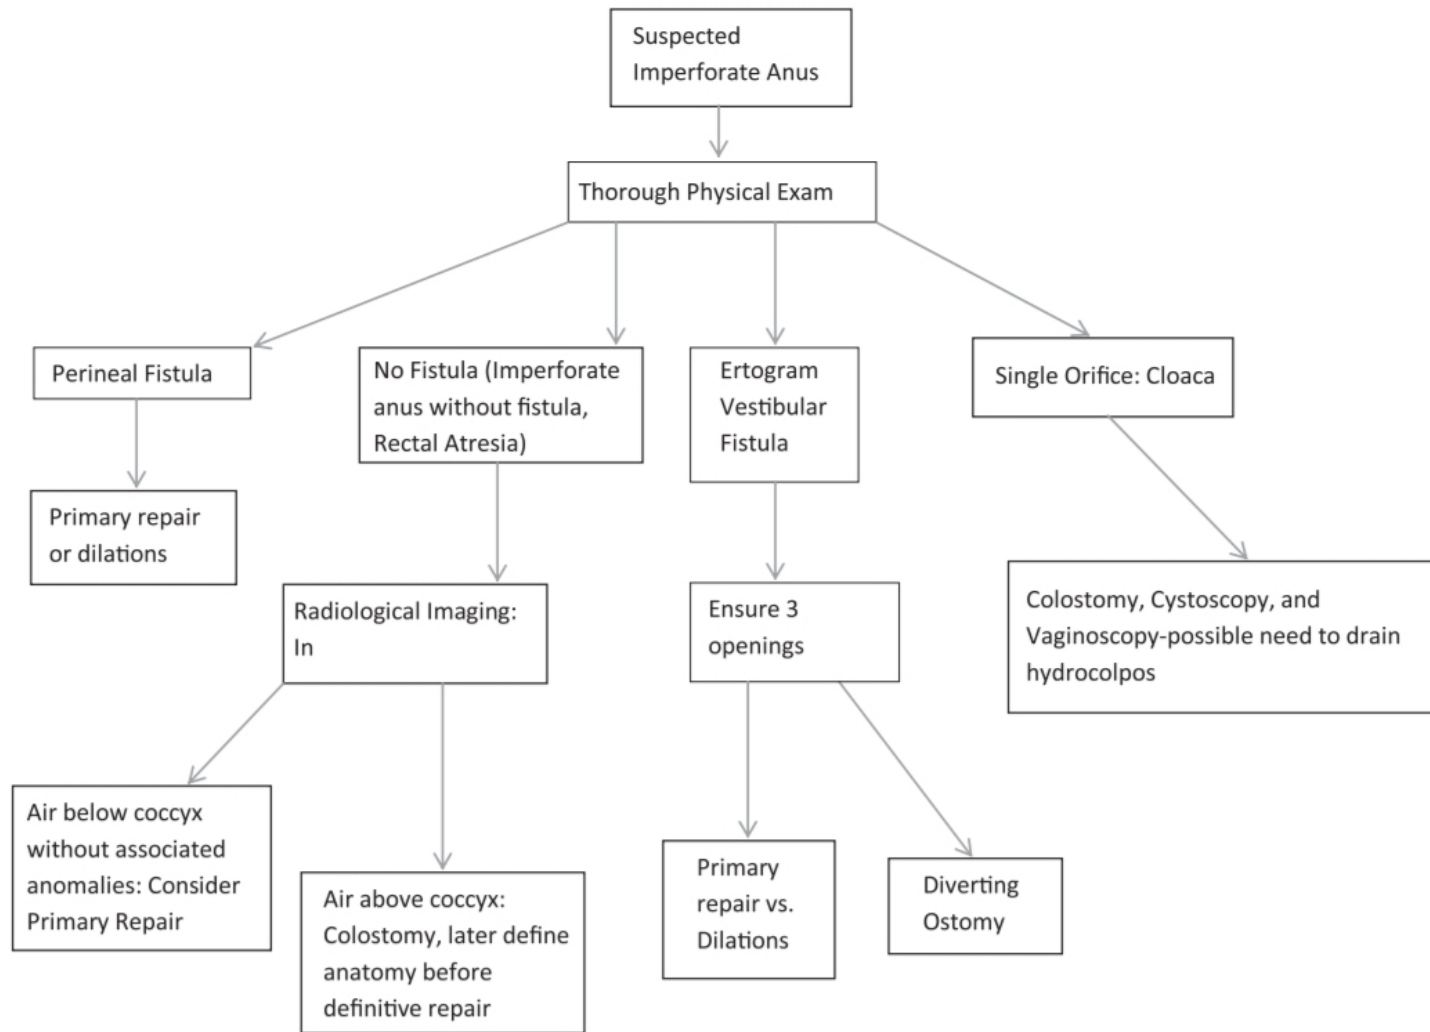 Suspected
Imperforate Anus
Thorough Physical Exam
Perineal Fistula
No Fistula (Imperforate
anus without fistula,
Rectal Atresia)
Ertogram
Vestibular
Fistula
Single Orifice: Cloaca
Primary repair
or dilations
Radiological Imaging:
In
Ensure 3
openings
Colostomy, Cystoscopy, and
Vaginoscopy-possible need to drain
hydrocolpos
Air below coccyx
without associated
anomalies: Consider
Primary Repair
Air above coccyx:
Colostomy, later define
anatomy before
definitive repair
Primary
repair vs.
Dilations
Diverting
Ostomy